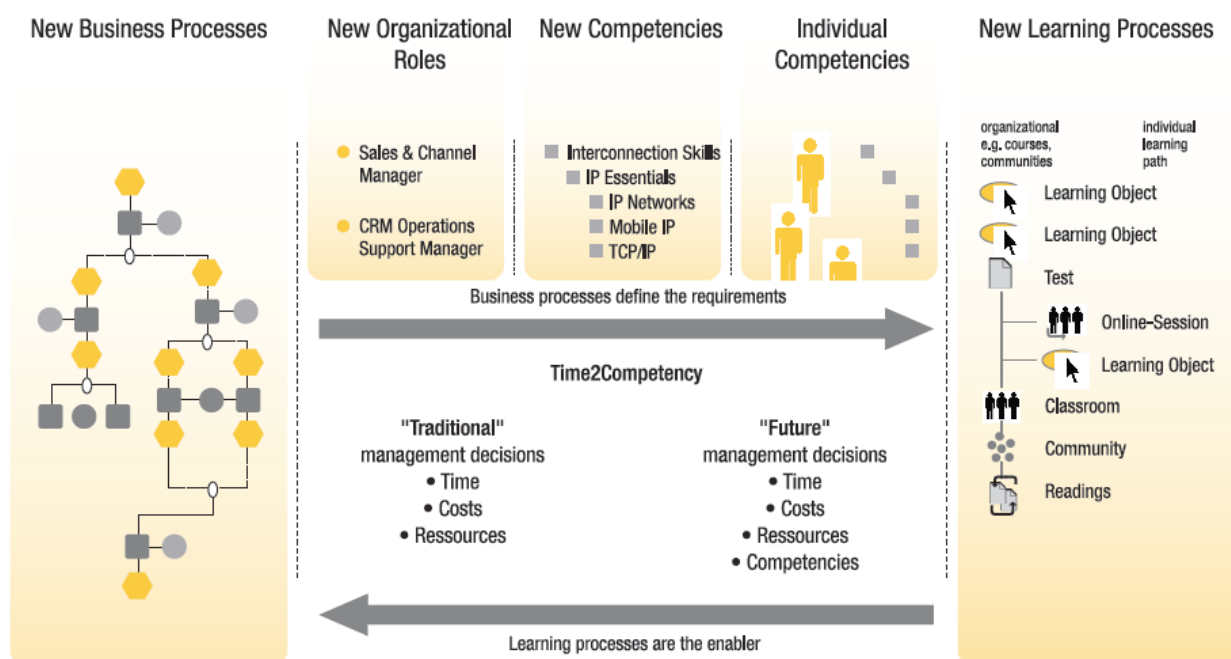 New Business Processes
New Organizational
Roles
New Competencies
Individual
Competencies
New Learning Processes
Sales & Channel
Manager
CRM Operations
Support Manager
Interconnection Skills
IP Essentials
IP Networks
Mobile IP
TCP/IP
organizational
e.g. courses,
communities
individual
learning
path
Learning Object
Learning Object
Test
Online-Session
Learning Object
Classroom
Community
Readings
Business processes define the requirements
Time2Competency
"Traditional"
management decisions
• Time
• Costs
• Ressources
"Future"
management decisions
• Time
• Costs
• Ressources
• Competencies
Learning processes are the enabler